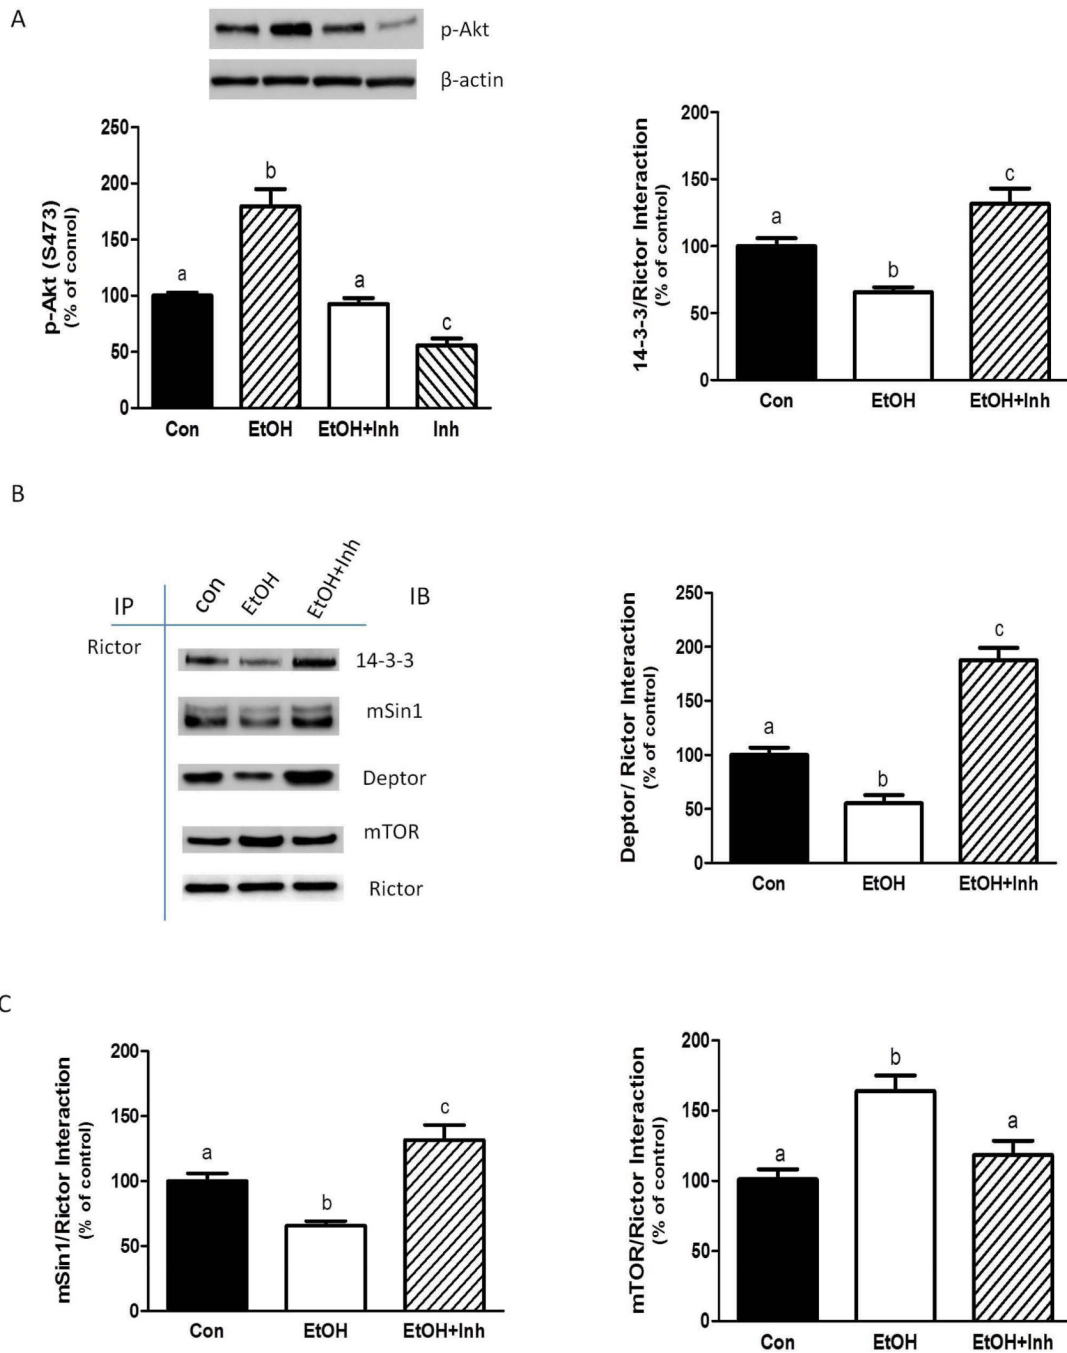 A
p-Akt
β-actin
p-Akt (S473)
(% of conrol)
250
200
150
100
50
0
a
b
a
c
Con
EtOH
EtOH+Inh
Inh
14-3-3/Rictor Interaction
(% of control)
200
150
100
50
0
a
b
c
Con
EtOH
EtOH+Inh
B
con
EtOH
EtOH+Inh
IP
IB
Rictor
14-3-3
mSin1
Deptor
mTOR
Rictor
Deptor/ Rictor Interaction
(% of control)
250
200
150
100
50
0
a
b
c
Con
EtOH
EtOH+Inh
C
mSin1/Rictor Interaction
(% of control)
200
150
100
50
0
a
b
c
Con
EtOH
EtOH+Inh
mTOR/Rictor Interaction
(% of control)
200
150
100
50
0
a
b
a
Con
EtOH
EtOH+Inh